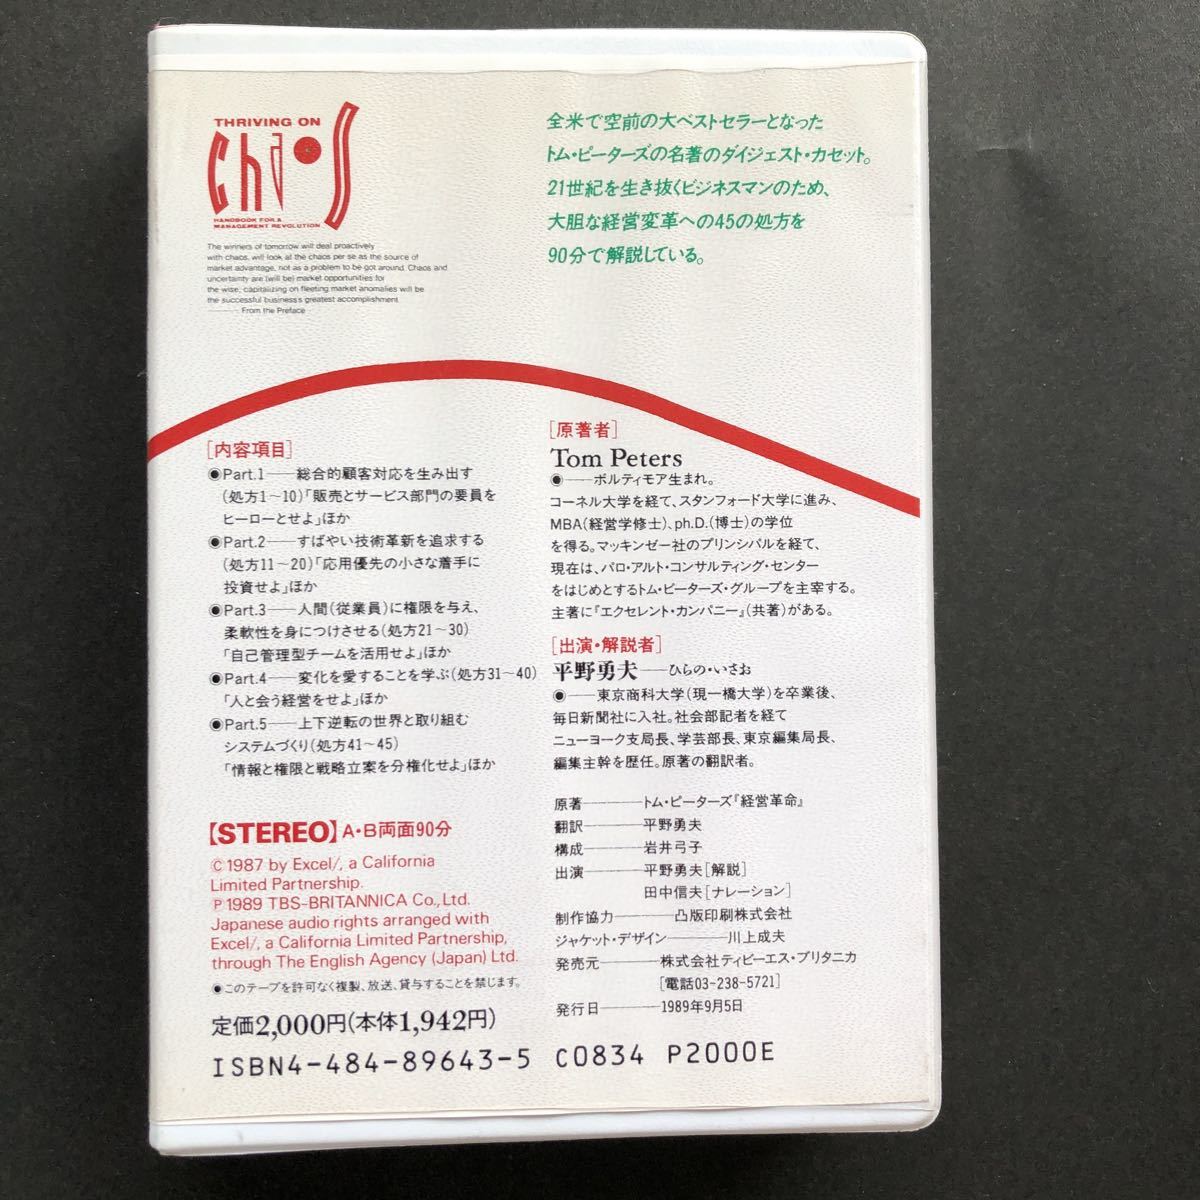 THRIVING ON
Chaos
HANDBOOK FOR A
MANAGEMENT REVOLUTION
The winners of tomorrow will deal proactively
with chaos, will look at the chaos per se as the source of
market advantage, not as a problem to be got around. Chaos and
uncertainty are (will be) market opportunities for
the wise; capitalizing on fleeting market anomalies will be
the successful business's greatest accomplishment.
———From the Preface
全米で空前の大ベストセラーとなった
トム・ピーターズの名著のダイジェスト・カセット。
21世紀を生き抜くビジネスマンのため、
大胆な経営変革への45の処方を
90分で解説している。
[内容項目]
◉Part.1——総合的顧客対応を生み出す
(処方1〜10)「販売とサービス部門の要員を
ヒーローとせよ」ほか
◉Part.2——すばやい技術革新を追求する
(処方11〜20)「応用優先の小さな着手に
投資せよ」ほか
◉Part.3——人間(従業員)に権限を与え、
柔軟性を身につけさせる(処方21〜30)
「自己管理型チームを活用せよ」ほか
◉Part.4——変化を愛することを学ぶ(処方31〜40)
「人と会う経営をせよ」ほか
◉Part.5——上下逆転の世界と取り組む
システムづくり(処方41〜45)
「情報と権限と戦略立案を分権化せよ」ほか
【STEREO】A・B両面90分
©1987 by Excel/, a California
Limited Partnership.
℗1989 TBS-BRITANNICA Co., Ltd.
Japanese audio rights arranged with
Excel/, a California Limited Partnership,
through The English Agency (Japan) Ltd.
◉このテープを許可なく複製、放送、貸与することを禁じます。
定価2,000円(本体1,942円)
[原著者]
Tom Peters
◉——ボルティモア生まれ。
コーネル大学を経て、スタンフォード大学に進み、
MBA(経営学修士)、ph.D.(博士)の学位
を得る。マッキンゼー社のプリンシパルを経て、
現在は、パロ・アルト・コンサルティング・センター
をはじめとするトム・ピーターズ・グループを主宰する。
主著に『エクセレント・カンパニー』(共著)がある。
[出演・解説者]
平野勇夫——ひらの・いさお
◉——東京商科大学(現一橋大学)を卒業後、
毎日新聞社に入社。社会部記者を経て
ニューヨーク支局長、学芸部長、東京編集局長、
編集主幹を歴任。原著の翻訳者。
原著———トム・ピーターズ『経営革命』
翻訳———平野勇夫
構成———岩井弓子
出演———平野勇夫[解説]
田中信夫[ナレーション]
制作協力———凸版印刷株式会社
ジャケット・デザイン———川上成夫
発売元———株式会社ティビーエス・ブリタニカ
[電話03-238-5721]
発行日———1989年9月5日
ISBN4-484-89643-5 C0834 P2000E